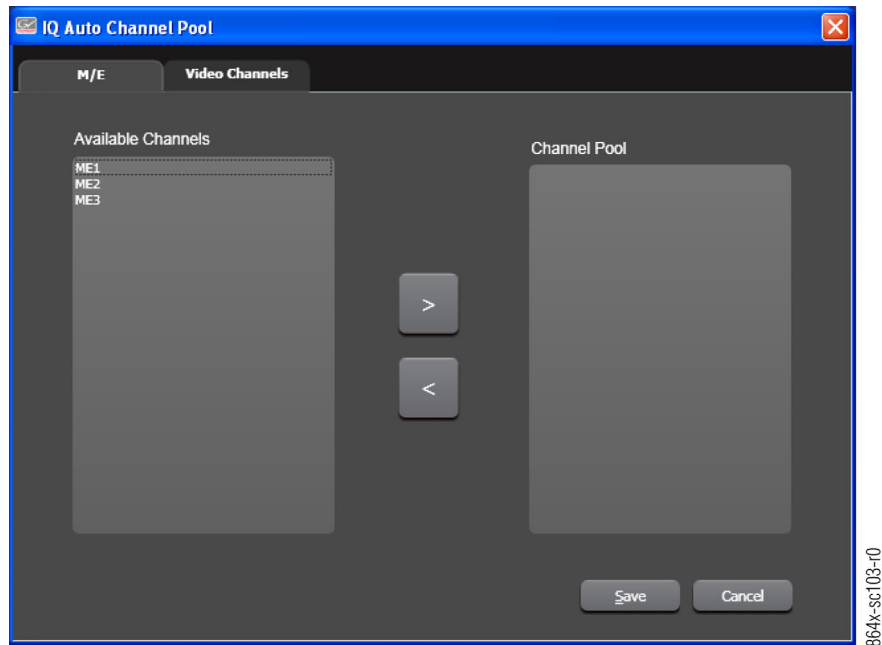 IQ Auto Channel Pool
M/E
Video Channels
Available Channels
ME1
ME2
ME3
Channel Pool
>
<
Save
Cancel
864x-sc103-r0